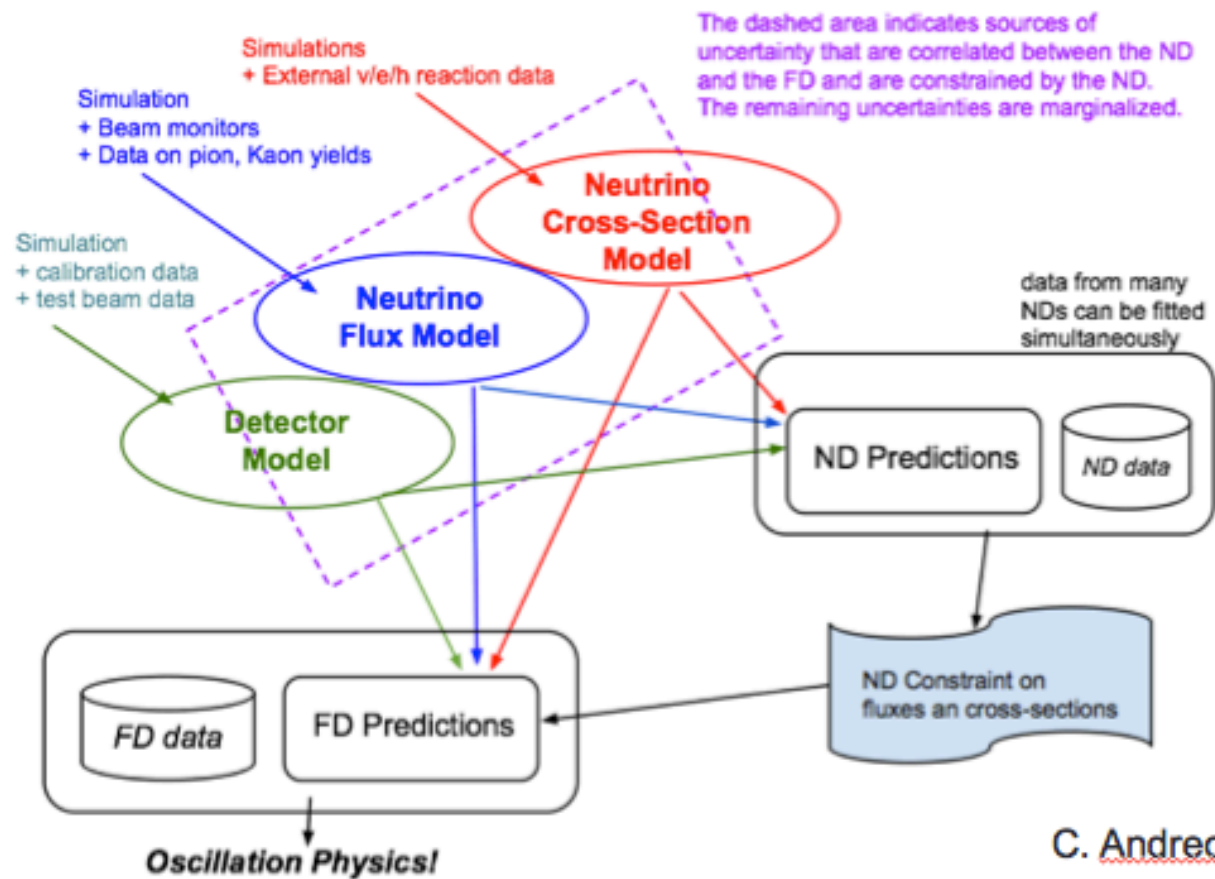 The dashed area indicates sources of
uncertainty that are correlated between the ND
and the FD and are constrained by the ND.
The remaining uncertainties are marginalized.
Simulations
+ External v/e/h reaction data
Simulation
+ Beam monitors
+ Data on pion, Kaon yields
Simulation
+ calibration data
+ test beam data
Neutrino
Cross-Section
Model
Neutrino
Flux Model
Detector
Model
data from many
NDs can be fitted
simultaneously
ND Predictions
ND data
ND Constraint on
fluxes an cross-sections
FD data
FD Predictions
Oscillation Physics!
C.